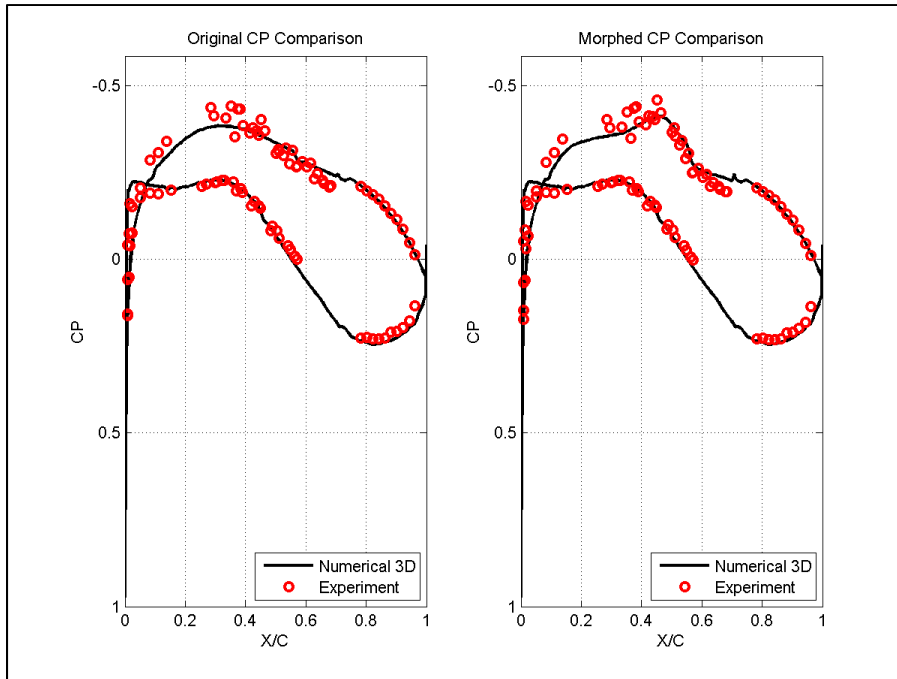 Original CP Comparison
-0.5
0
0.5
1
CP
0
0.2
0.4
0.6
0.8
1
X/C
Numerical 3D
Experiment
Morphed CP Comparison
-0.5
0
0.5
1
CP
0
0.2
0.4
0.6
0.8
1
X/C
Numerical 3D
Experiment